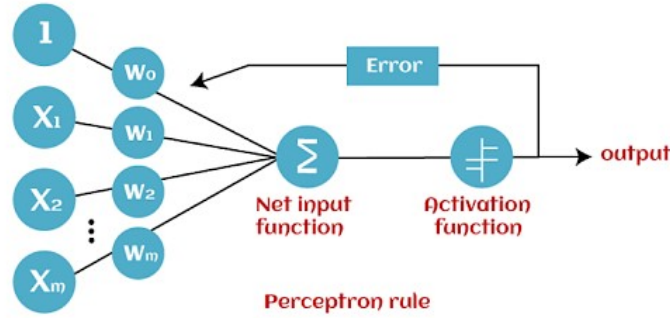 1
W₀
Error
X₁
W₁
Σ
output
X₂
W₂
Net input
function
Activation
function
Xₘ
Wₘ
Perceptron rule